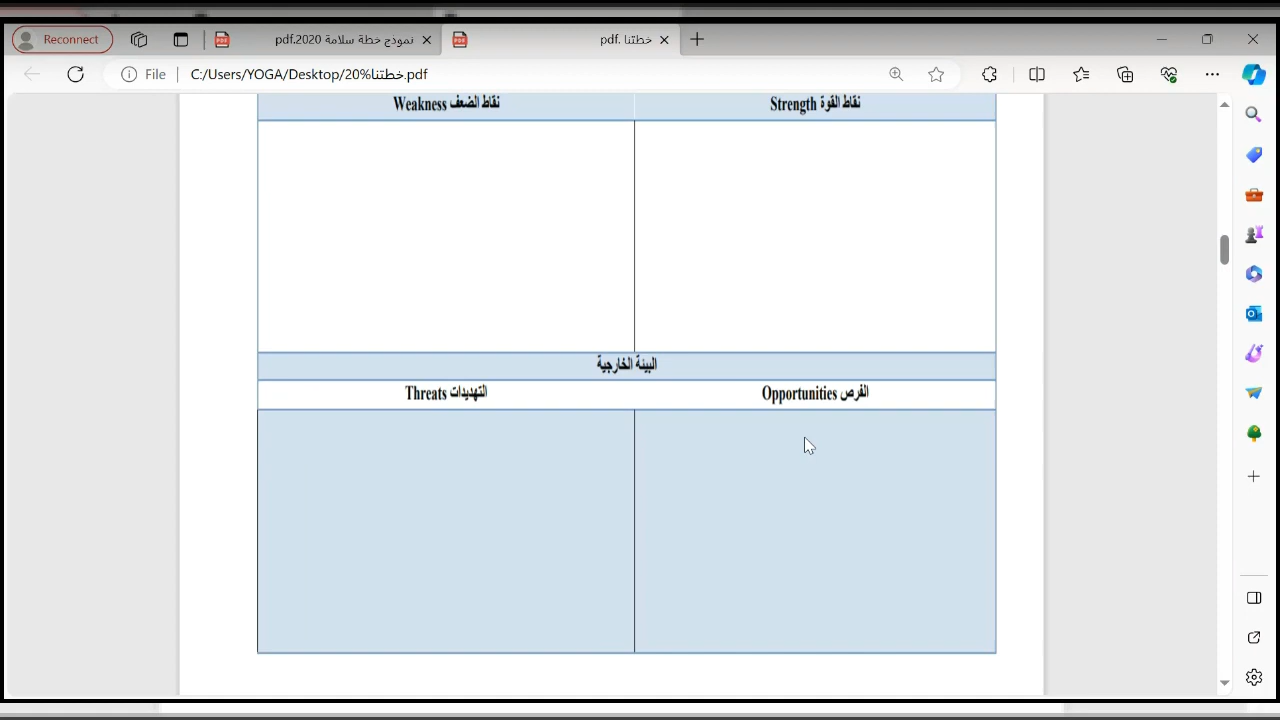 Reconnect
نموذج خطة سلامة 2020.pdf
خطتنا .pdf
File
C:/Users/YOGA/Desktop/20%خطتنا.pdf
نقاط القوة Strength
نقاط الضعف Weakness
البيئة الخارجية
الفرص Opportunities
التهديدات Threats